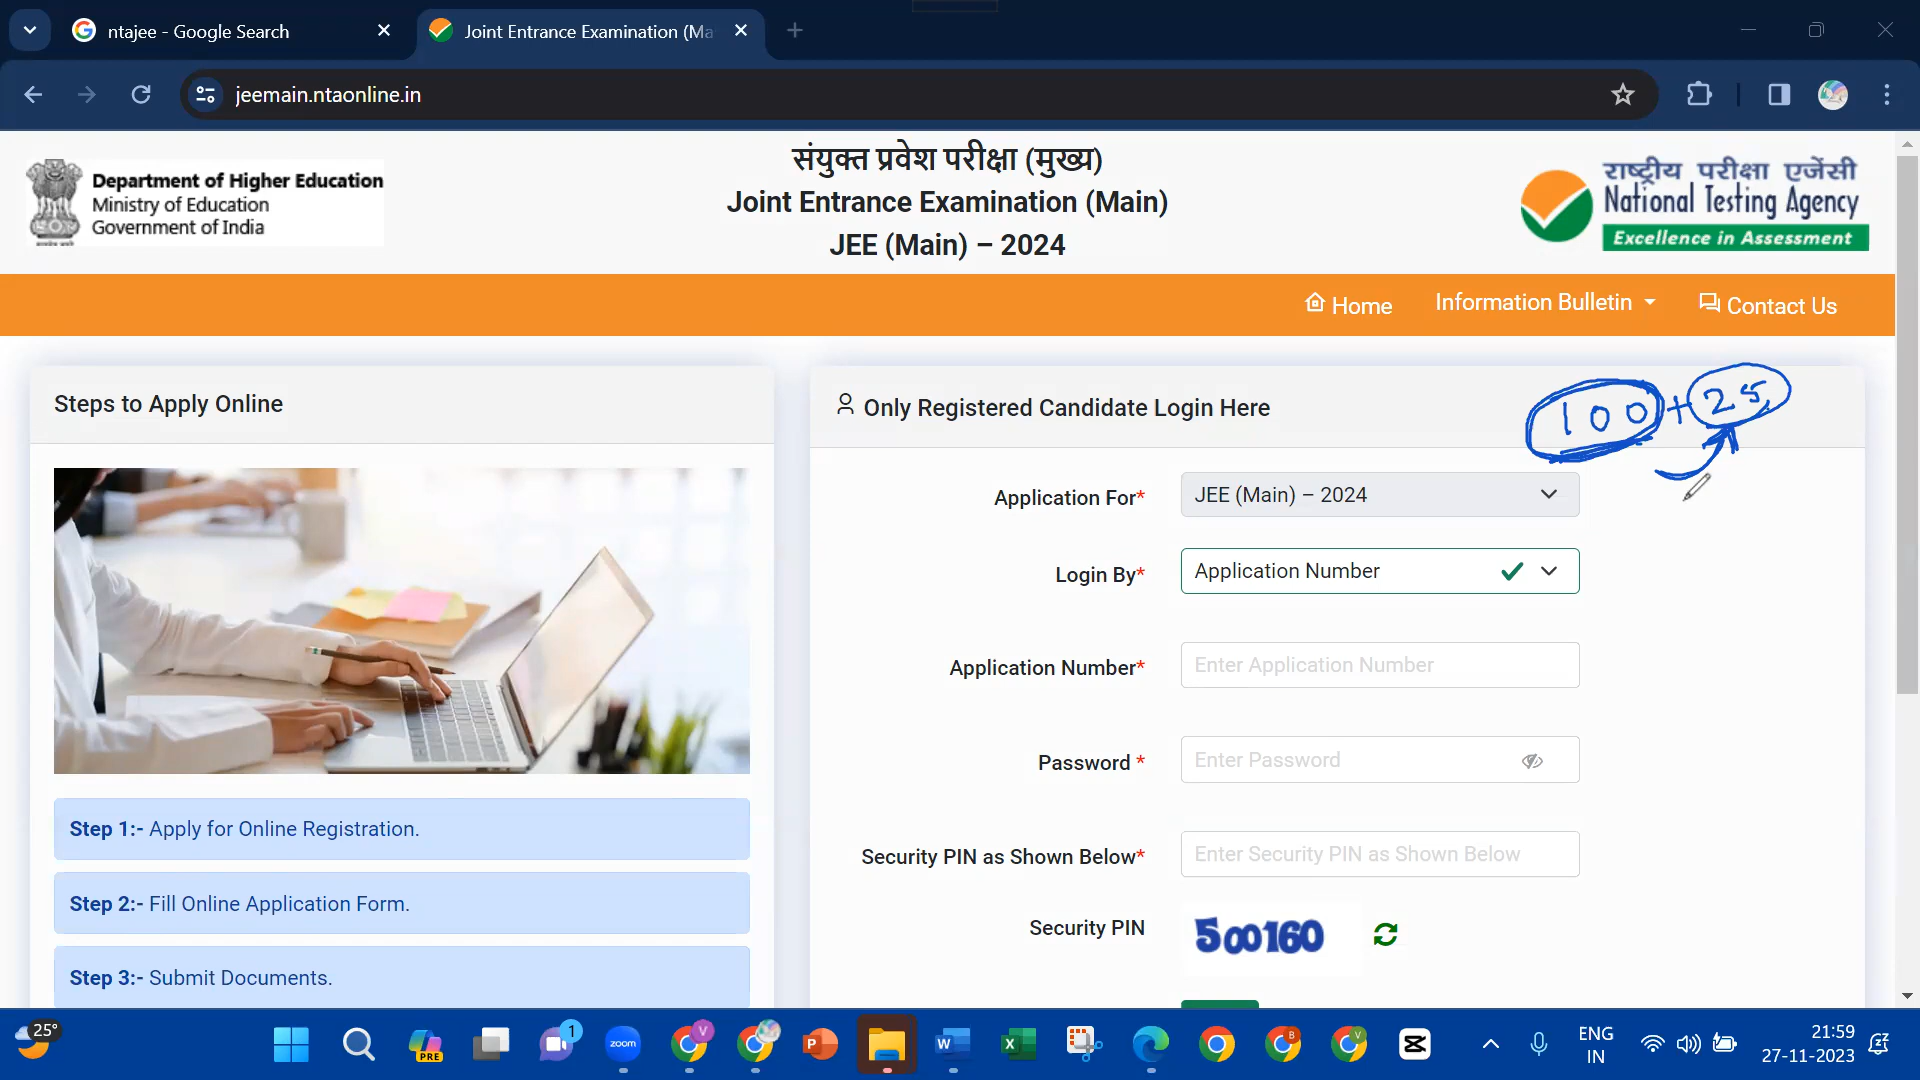 ntajee - Google Search
Joint Entrance Examination (Ma
jeemain.ntaonline.in
Department of Higher Education
Ministry of Education
Government of India
संयुक्त प्रवेश परीक्षा (मुख्य)
Joint Entrance Examination (Main)
JEE (Main) – 2024
राष्ट्रीय परीक्षा एजेंसी
National Testing Agency
Excellence in Assessment
Home
Information Bulletin
Contact Us
Steps to Apply Online
Step 1:- Apply for Online Registration.
Step 2:- Fill Online Application Form.
Step 3:- Submit Documents.
Only Registered Candidate Login Here
100 + 25
Application For* JEE (Main) – 2024
Login By* Application Number
Application Number* Enter Application Number
Password * Enter Password
Security PIN as Shown Below* Enter Security PIN as Shown Below
Security PIN 500160
25°
PRE
1
zoom
V
P
W
X
B
V
ENG
IN
21:59
27-11-2023